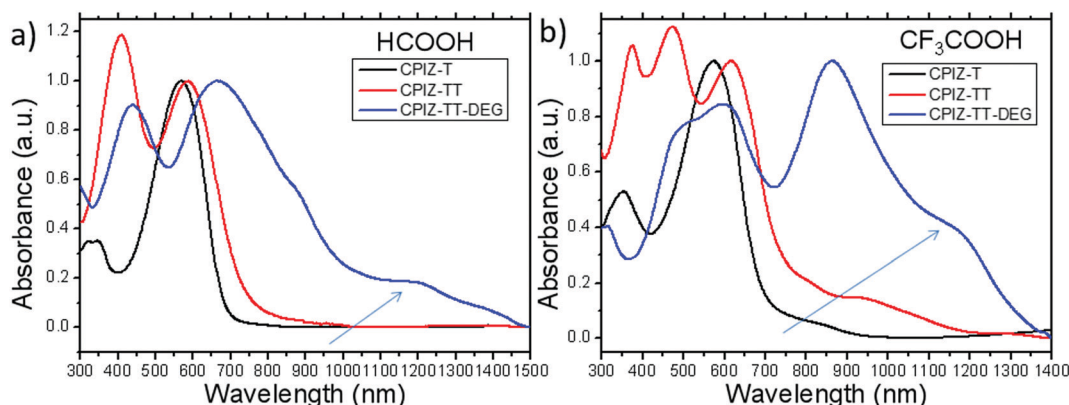 a)
HCOOH
CPIZ-T
CPIZ-TT
CPIZ-TT-DEG
Absorbance (a.u.)
1.2
1.0
0.8
0.6
0.4
0.2
0.0
300 400 500 600 700 800 900 1000 1100 1200 1300 1400 1500
Wavelength (nm)
b)
CF₃COOH
CPIZ-T
CPIZ-TT
CPIZ-TT-DEG
Absorbance (a.u.)
1.0
0.8
0.6
0.4
0.2
0.0
300 400 500 600 700 800 900 1000 1100 1200 1300 1400
Wavelength (nm)